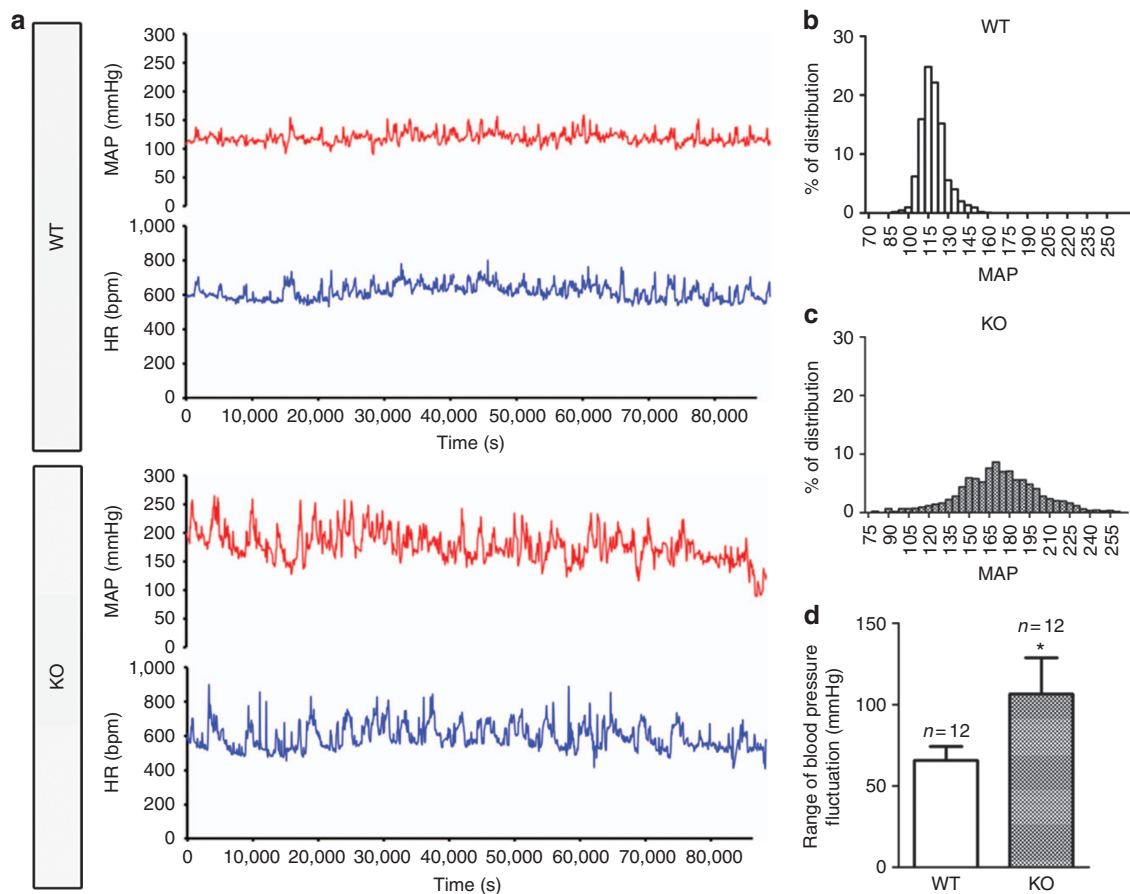 a
WT
MAP (mmHg)
300
250
200
150
100
50
0
HR (bpm)
1,000
800
600
400
200
0
0 10,000 20,000 30,000 40,000 50,000 60,000 70,000 80,000
Time (s)
KO
MAP (mmHg)
300
250
200
150
100
50
0
HR (bpm)
1,000
800
600
400
200
0
0 10,000 20,000 30,000 40,000 50,000 60,000 70,000 80,000
Time (s)
b
WT
% of distribution
30
20
10
0
70 85 100 115 130 145 160 175 190 205 220 235 250
MAP
c
KO
% of distribution
30
20
10
0
75 90 105 120 135 150 165 180 195 210 225 240 255
MAP
d
Range of blood pressure
fluctuation (mmHg)
150
100
50
0
n=12
n=12
*
WT KO